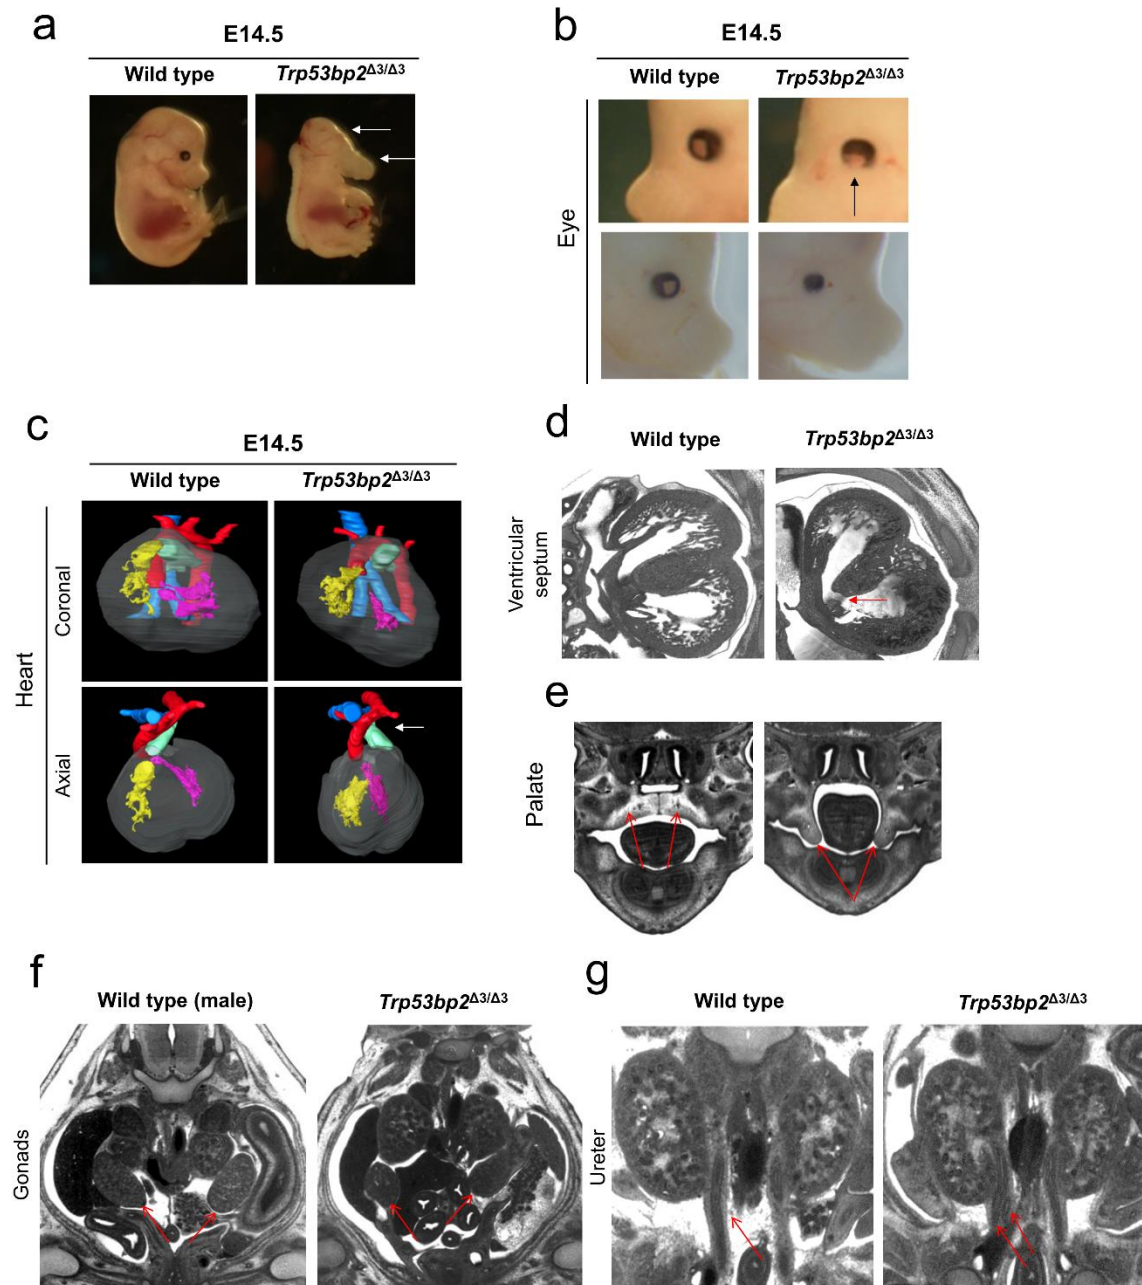 a
E14.5
Wild type
Trp53bp2Δ3/Δ3
b
E14.5
Wild type
Trp53bp2Δ3/Δ3
Eye
c
E14.5
Wild type
Trp53bp2Δ3/Δ3
Heart
Coronal
Axial
d
Wild type
Trp53bp2Δ3/Δ3
Ventricular
septum
e
Palate
f
Wild type (male)
Trp53bp2Δ3/Δ3
Gonads
g
Wild type
Trp53bp2Δ3/Δ3
Ureter